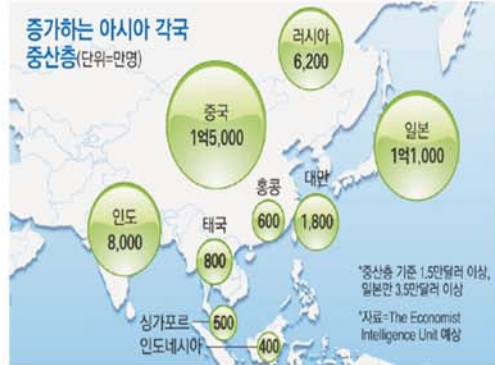 증가하는 아시아 각국
중산층(단위=만명)
러시아
6,200
중국
1억5,000
일본
1억1,000
홍콩
600
대만
1,800
인도
8,000
태국
800
싱가포르
500
인도네시아
400
*중산층 기준 1.5만달러 이상,
일본만 3.5만달러 이상
*자료=The Economist
Intelligence Unit 예상